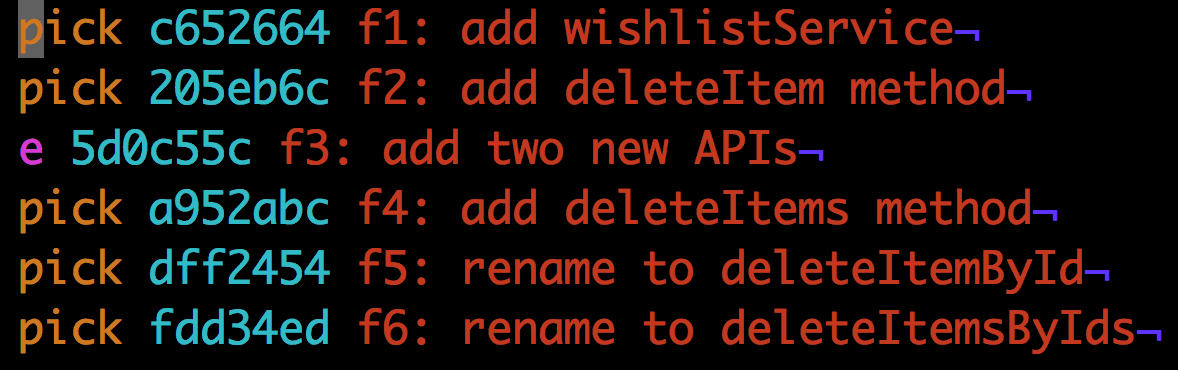 pick c652664 f1: add wishlistService¬
pick 205eb6c f2: add deleteItem method¬
e 5d0c55c f3: add two new APIs¬
pick a952abc f4: add deleteItems method¬
pick dff2454 f5: rename to deleteItemById¬
pick fdd34ed f6: rename to deleteItemsByIds¬